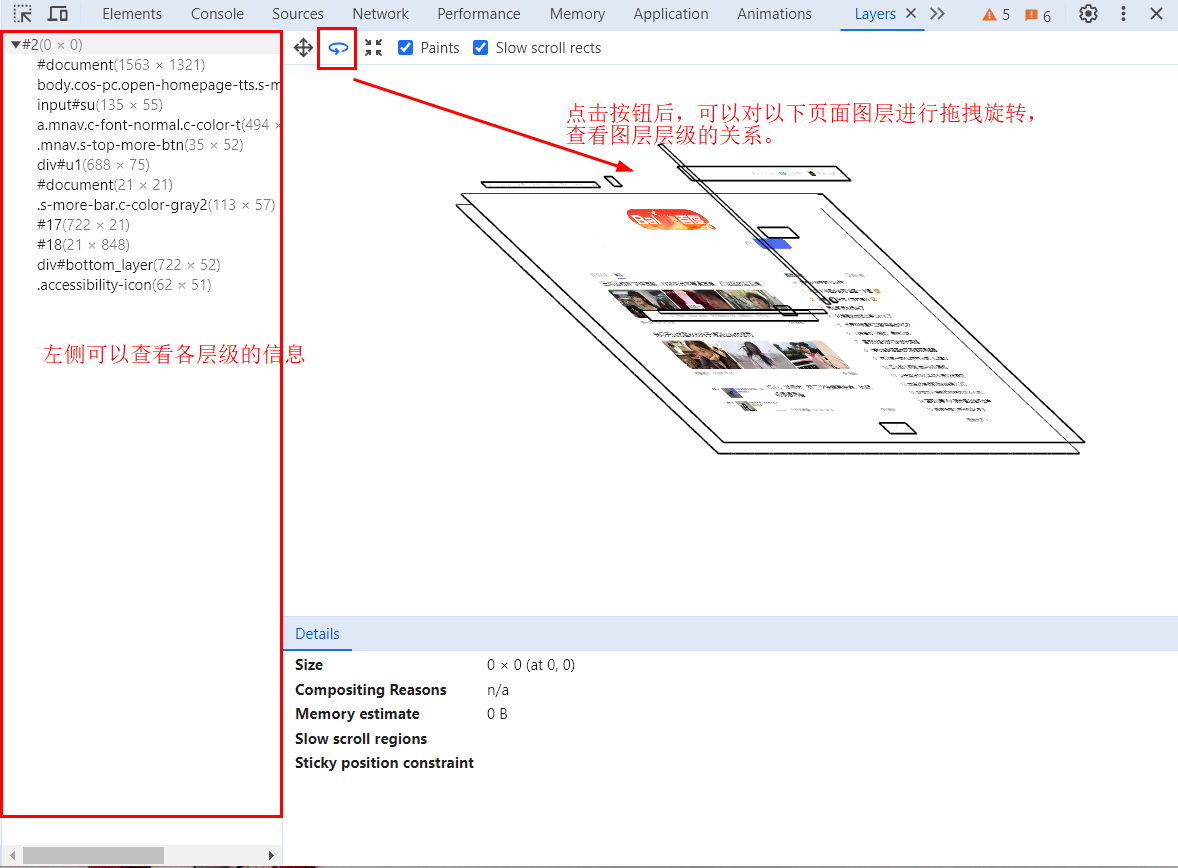 Elements Console Sources Network Performance Memory Application Animations Layers 5 6
#2(0 × 0)
#document(1563 × 1321)
body.cos-pc.open-homepage-tts.s-m
input#su(135 × 55)
a.mnav.c-font-normal.c-color-t(494 ×
.mnav.s-top-more-btn(35 × 52)
div#u1(688 × 75)
#document(21 × 21)
.s-more-bar.c-color-gray2(113 × 57)
#17(722 × 21)
#18(21 × 848)
div#bottom_layer(722 × 52)
.accessibility-icon(62 × 51)
左侧可以查看各层级的信息
Paints Slow scroll rects
点击按钮后，可以对以下页面图层进行拖拽旋转，
查看图层层级的关系。
Details
Size 0 × 0 (at 0, 0)
Compositing Reasons n/a
Memory estimate 0 B
Slow scroll regions
Sticky position constraint